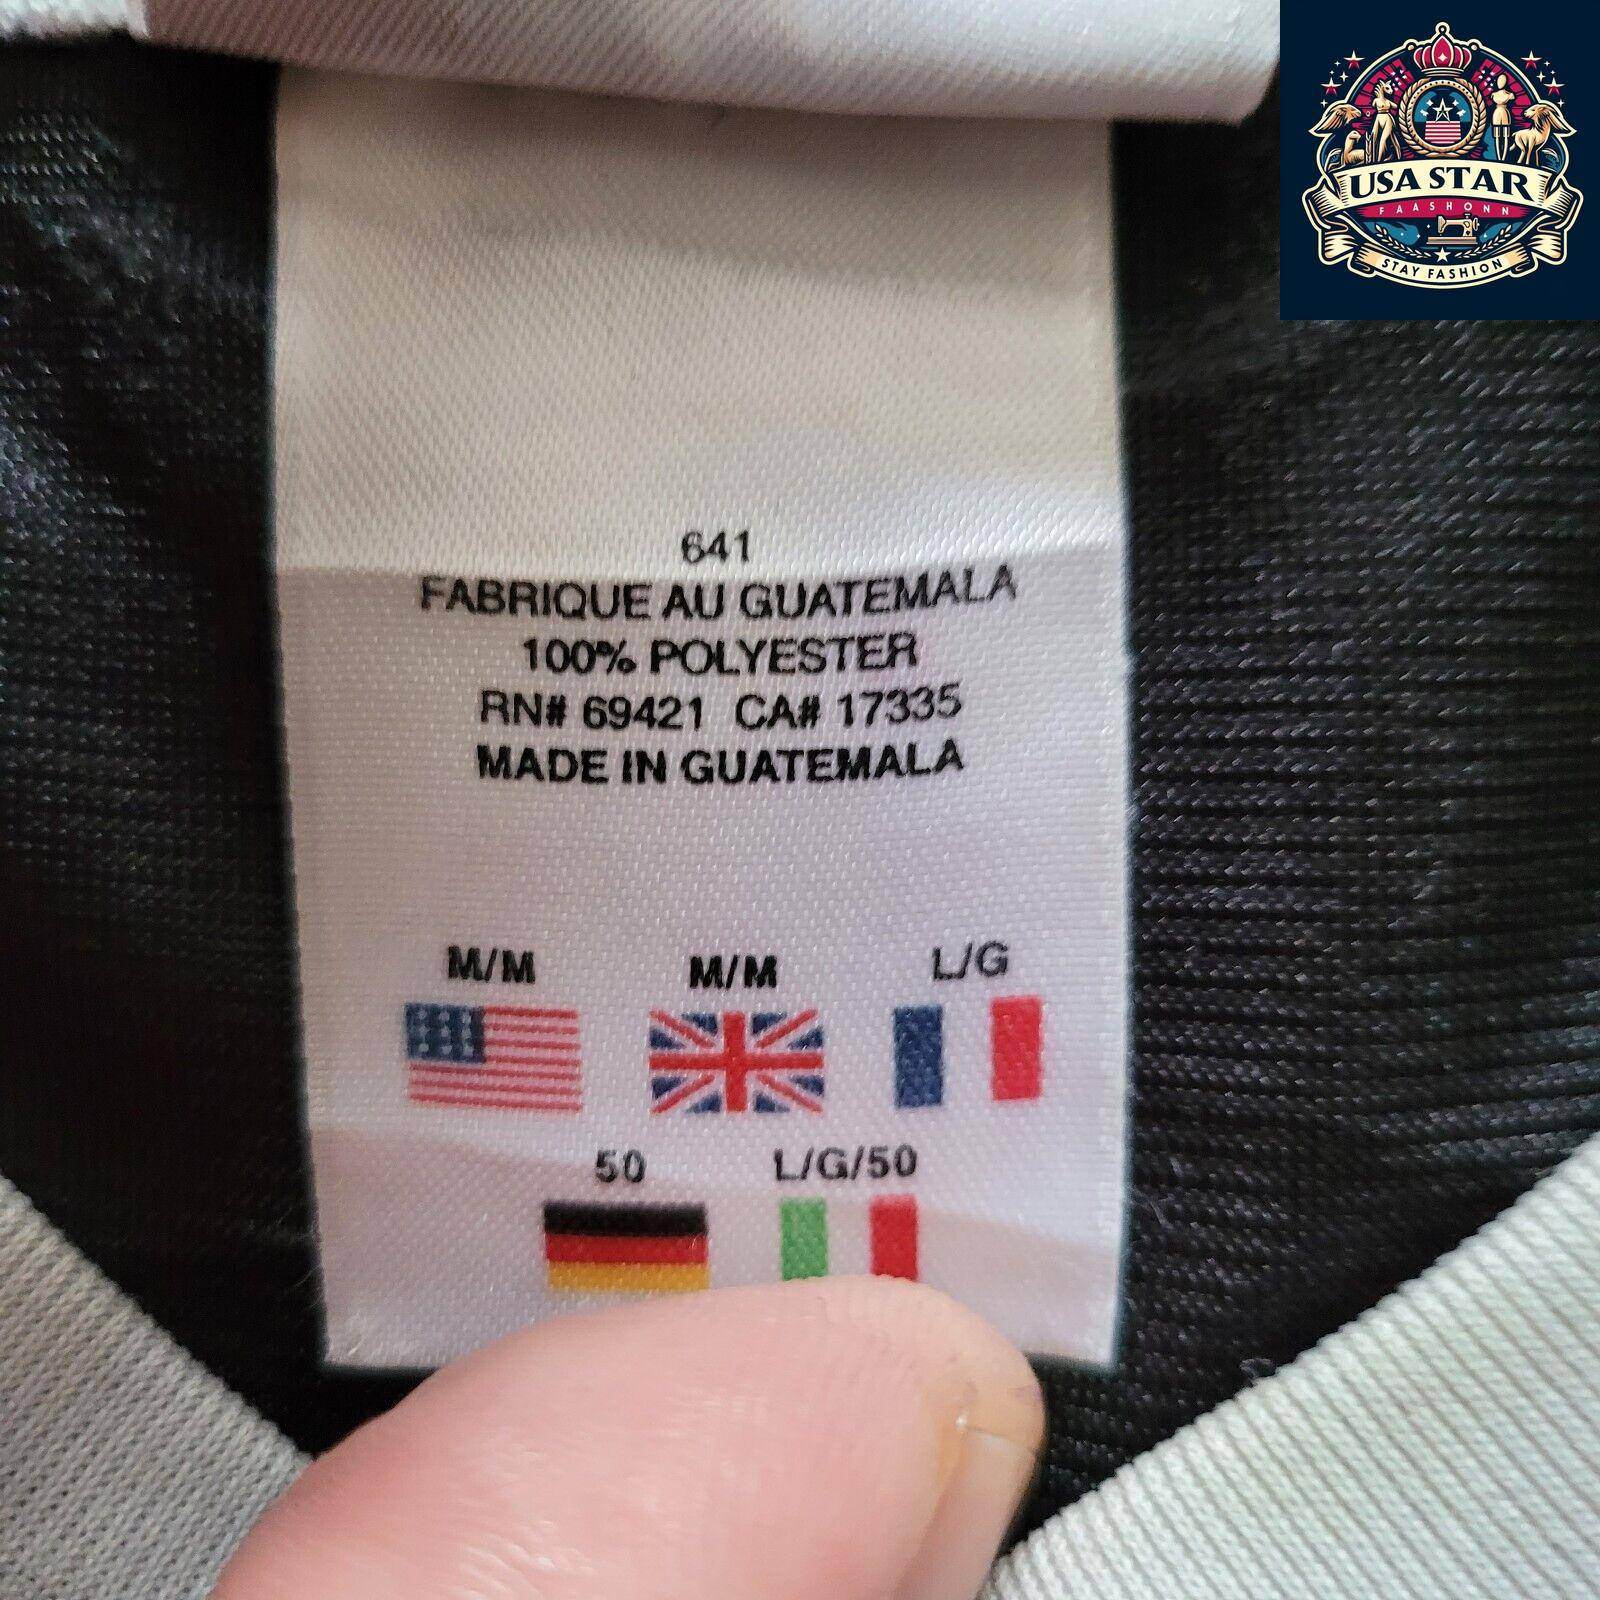 USA STAR
FAASHONN
STAY FASHION
641
FABRIQUE AU GUATEMALA
100% POLYESTER
RN# 69421 CA# 17335
MADE IN GUATEMALA
M/M M/M L/G
50 L/G/50